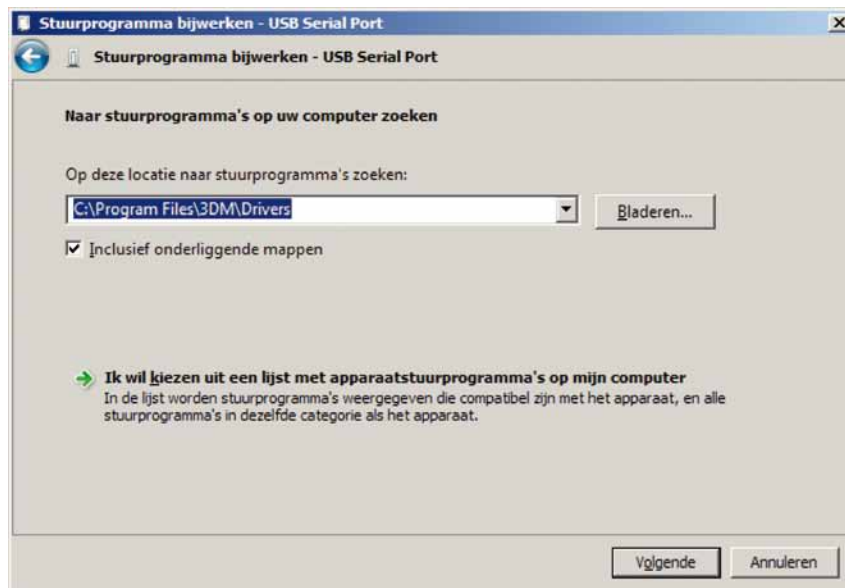 Stuurprogramma bijwerken - USB Serial Port
Stuurprogramma bijwerken - USB Serial Port
Naar stuurprogramma's op uw computer zoeken
Op deze locatie naar stuurprogramma's zoeken:
C:\Program Files\3DM\Drivers
Bladeren...
Inclusief onderliggende mappen
Ik wil kiezen uit een lijst met apparaatstuurprogramma's op mijn computer
In de lijst worden stuurprogramma's weergegeven die compatibel zijn met het apparaat, en alle
stuurprogramma's in dezelfde categorie als het apparaat.
Volgende
Annuleren